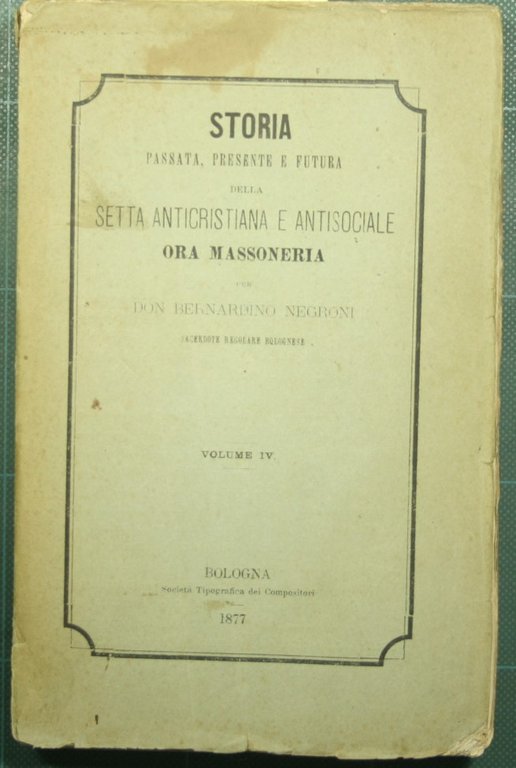 STORIA
PASSATA, PRESENTE E FUTURA
DELLA
SETTA ANTICRISTIANA E ANTISOCIALE
ORA MASSONERIA
PER
DON BERNARDINO NEGRONI
SACERDOTE REGOLARE BOLOGNESE
VOLUME IV.
BOLOGNA
Società Tipografica dei Compositori
1877